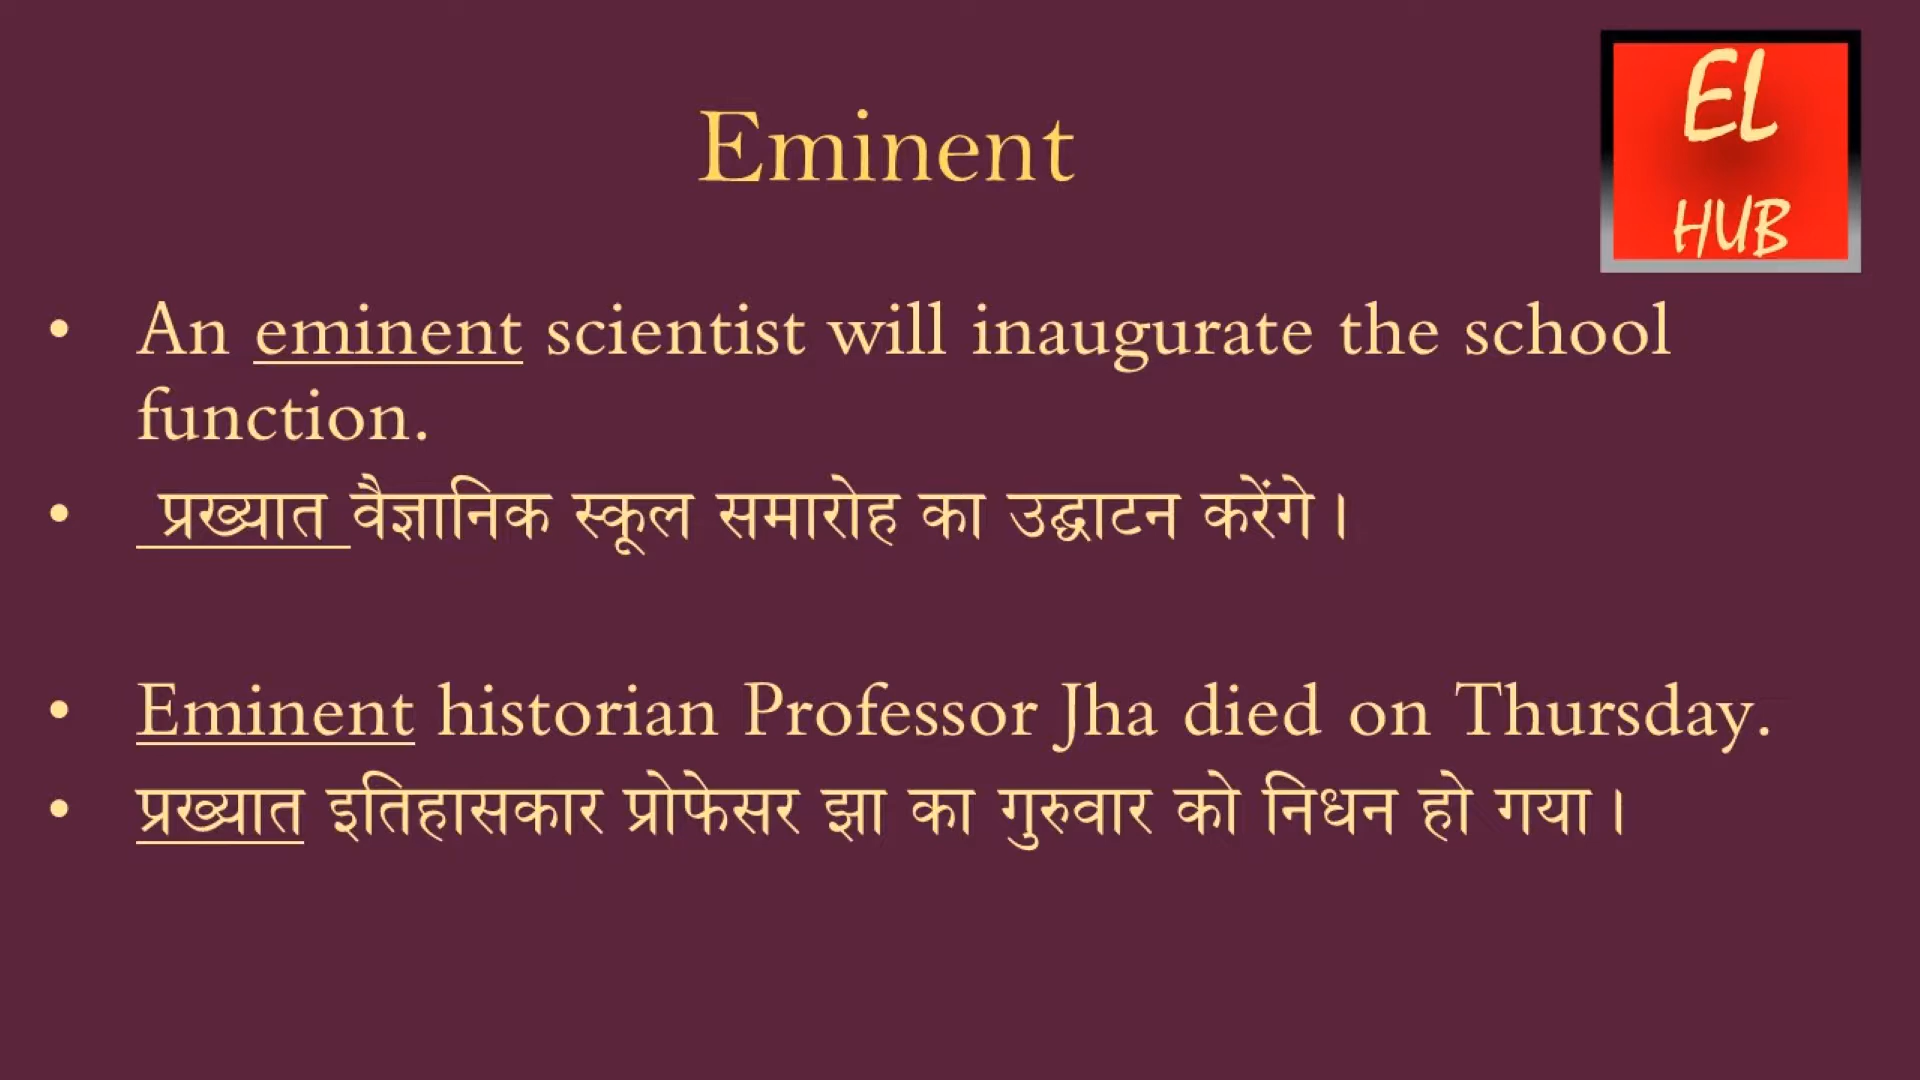 EL
HUB
Eminent
• An eminent scientist will inaugurate the school
function.
• प्रख्यात वैज्ञानिक स्कूल समारोह का उद्घाटन करेंगे।
• Eminent historian Professor Jha died on Thursday.
• प्रख्यात इतिहासकार प्रोफेसर झा का गुरुवार को निधन हो गया।